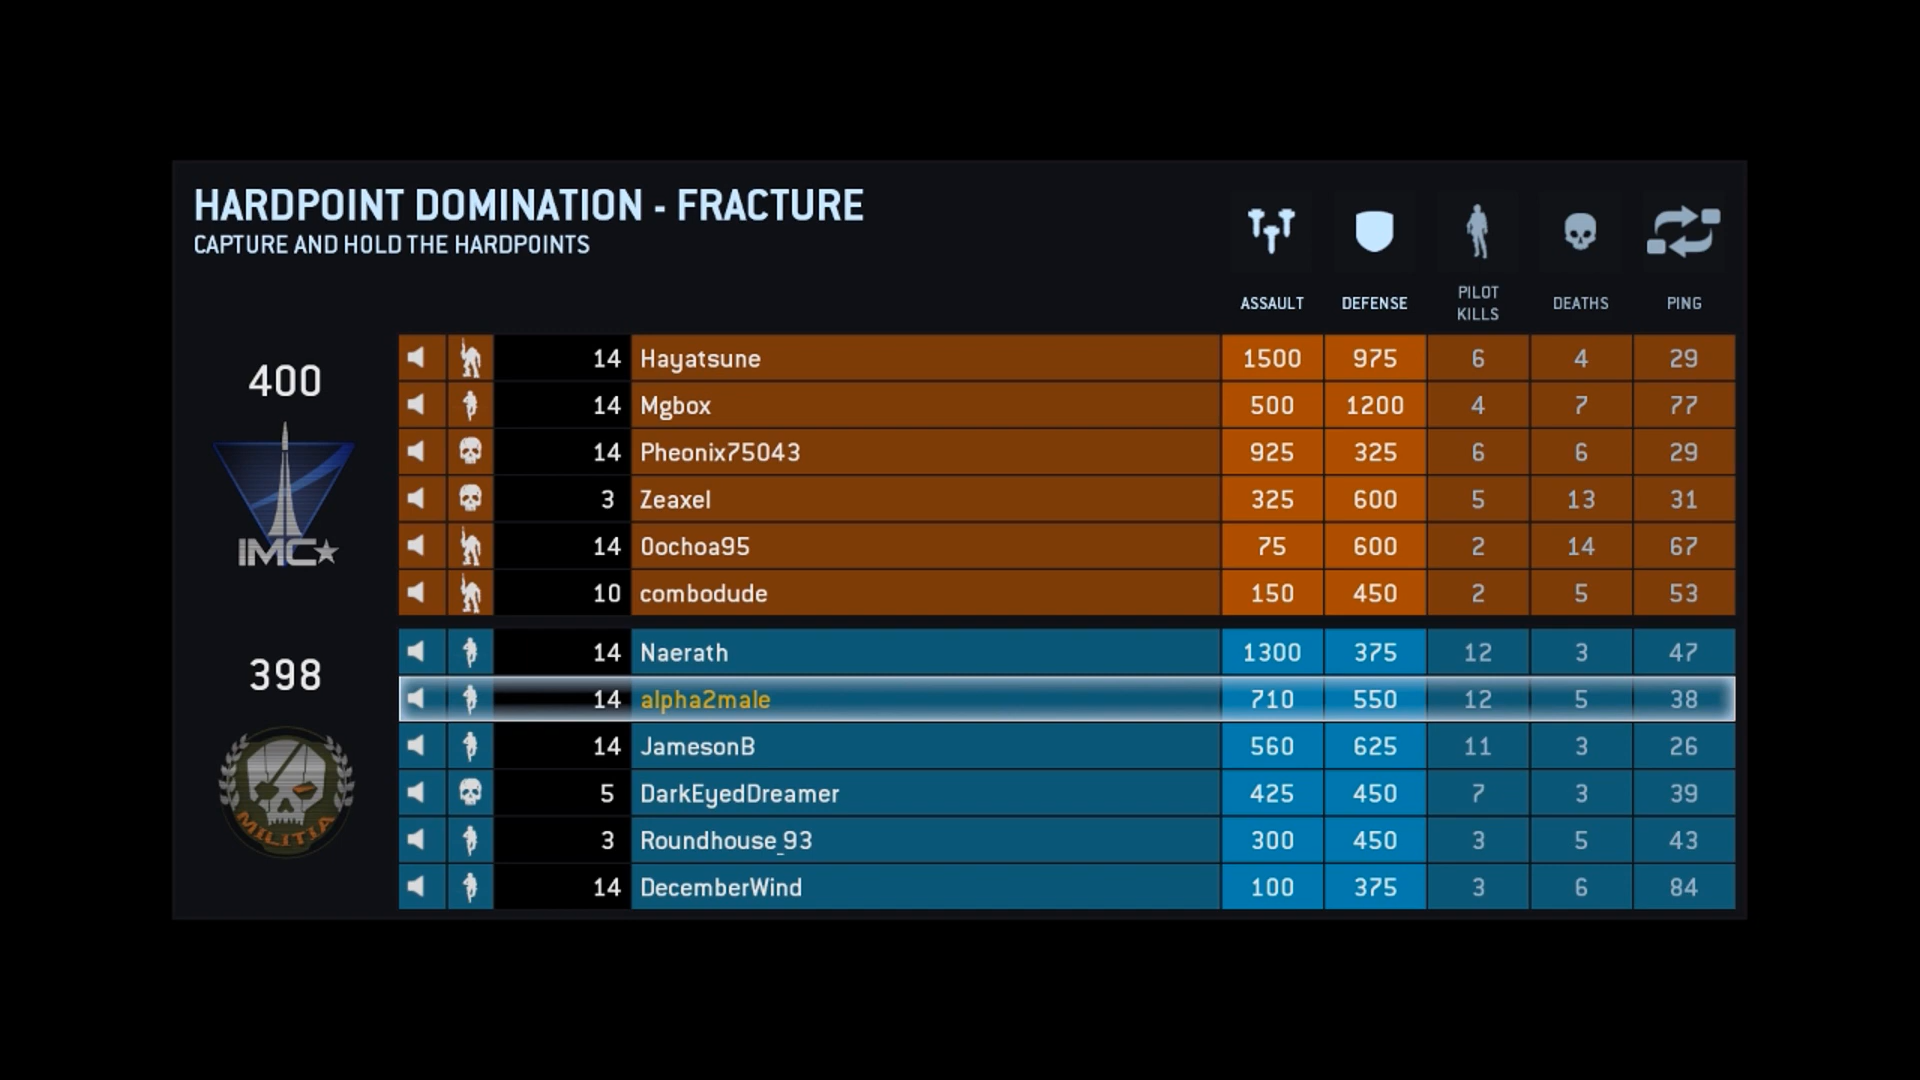 HARDPOINT DOMINATION - FRACTURE
CAPTURE AND HOLD THE HARDPOINTS
ASSAULT DEFENSE PILOT KILLS DEATHS PING
400
IMC
14 Hayatsune 1500 975 6 4 29
14 Mgbox 500 1200 4 7 77
14 Pheonix75043 925 325 6 6 29
3 Zeaxel 325 600 5 13 31
14 0ochoa95 75 600 2 14 67
10 combodude 150 450 2 5 53
398
MILITIA
14 Naerath 1300 375 12 3 47
14 alpha2male 710 550 12 5 38
14 JamesonB 560 625 11 3 26
5 DarkEyedDreamer 425 450 7 3 39
3 Roundhouse_93 300 450 3 5 43
14 DecemberWind 100 375 3 6 84